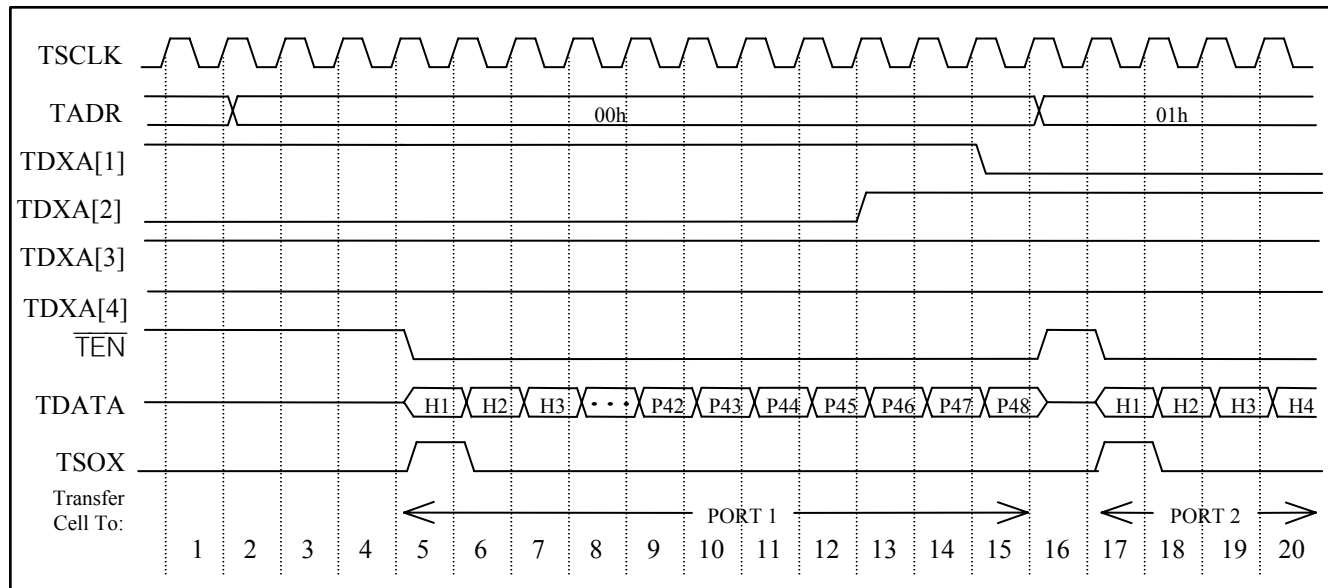 TSCLK
TADR 00h 01h
TDXA[1]
TDXA[2]
TDXA[3]
TDXA[4]
TEN
TDATA H1 H2 H3 ... P42 P43 P44 P45 P46 P47 P48 H1 H2 H3 H4
TSOX
Transfer
Cell To: PORT 1 PORT 2
1 2 3 4 5 6 7 8 9 10 11 12 13 14 15 16 17 18 19 20